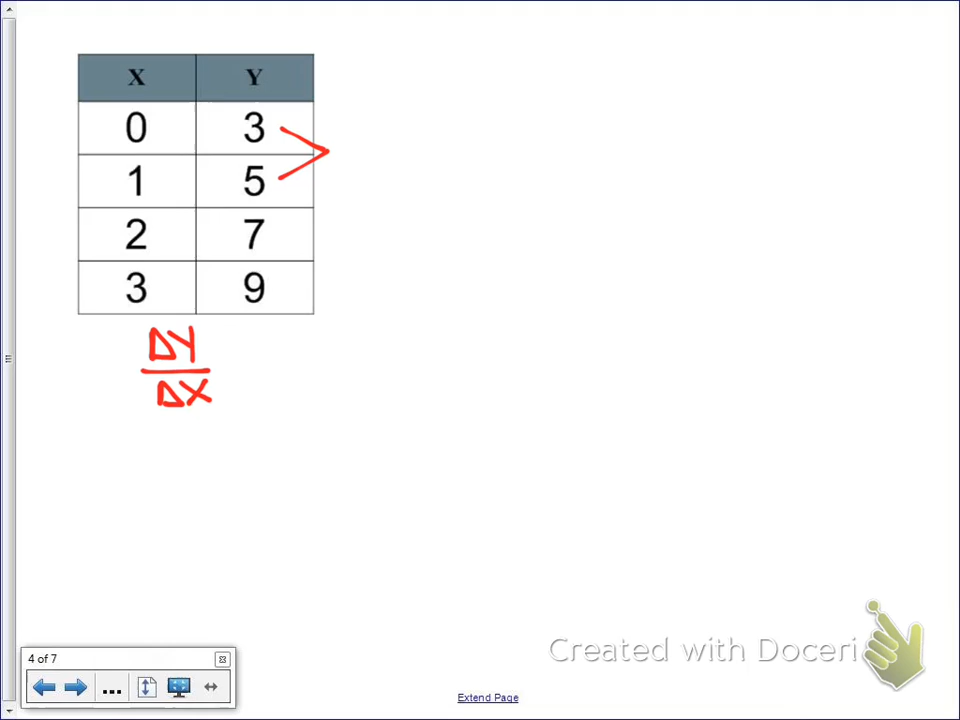 X Y
0 3
1 5
2 7
3 9
ΔY
ΔX
Created with Doceri
4 of 7
...
Extend Page